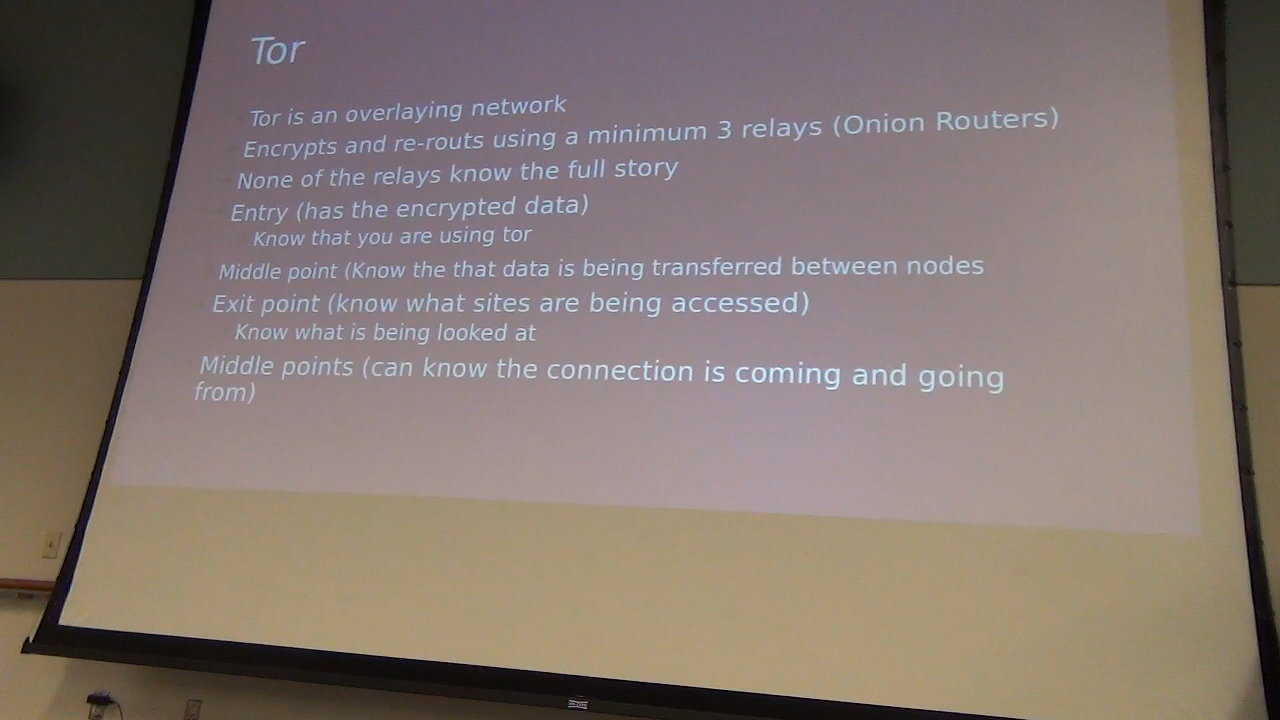 Tor
Tor is an overlaying network
Encrypts and re-routs using a minimum 3 relays (Onion Routers)
None of the relays know the full story
Entry (has the encrypted data)
Know that you are using tor
Middle point (Know the that data is being transferred between nodes
Exit point (know what sites are being accessed)
Know what is being looked at
Middle points (can know the connection is coming and going
from)